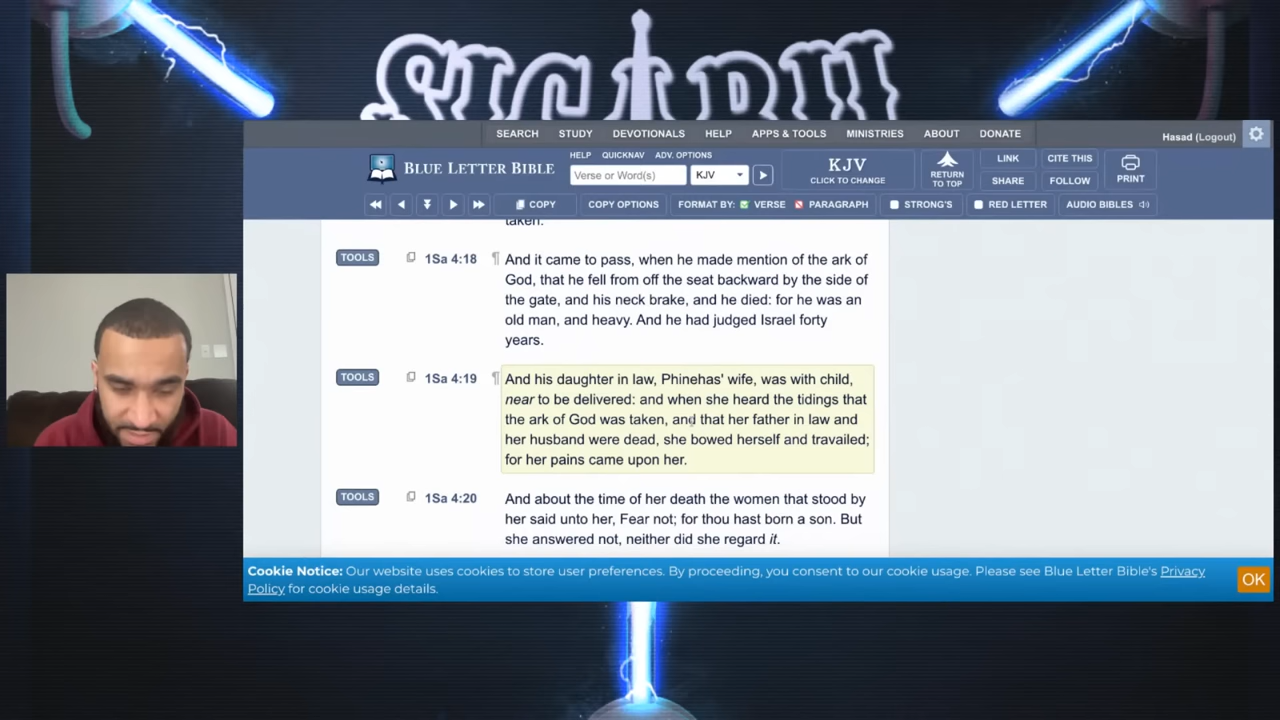 SICARII
SEARCH STUDY DEVOTIONALS HELP APPS & TOOLS MINISTRIES ABOUT DONATE
Hasad (Logout)
BLUE LETTER BIBLE
HELP QUICKNAV ADV. OPTIONS
Verse or Word(s) KJV
KJV
CLICK TO CHANGE
RETURN
TO TOP
LINK CITE THIS
SHARE FOLLOW
PRINT
COPY COPY OPTIONS FORMAT BY: VERSE PARAGRAPH STRONG'S RED LETTER AUDIO BIBLES
taken.
TOOLS 1Sa 4:18 ¶ And it came to pass, when he made mention of the ark of
God, that he fell from off the seat backward by the side of
the gate, and his neck brake, and he died: for he was an
old man, and heavy. And he had judged Israel forty
years.
TOOLS 1Sa 4:19 ¶ And his daughter in law, Phinehas' wife, was with child,
near to be delivered: and when she heard the tidings that
the ark of God was taken, and that her father in law and
her husband were dead, she bowed herself and travailed;
for her pains came upon her.
TOOLS 1Sa 4:20 And about the time of her death the women that stood by
her said unto her, Fear not; for thou hast born a son. But
she answered not, neither did she regard it.
Cookie Notice: Our website uses cookies to store user preferences. By proceeding, you consent to our cookie usage. Please see Blue Letter Bible's Privacy
Policy for cookie usage details.
OK